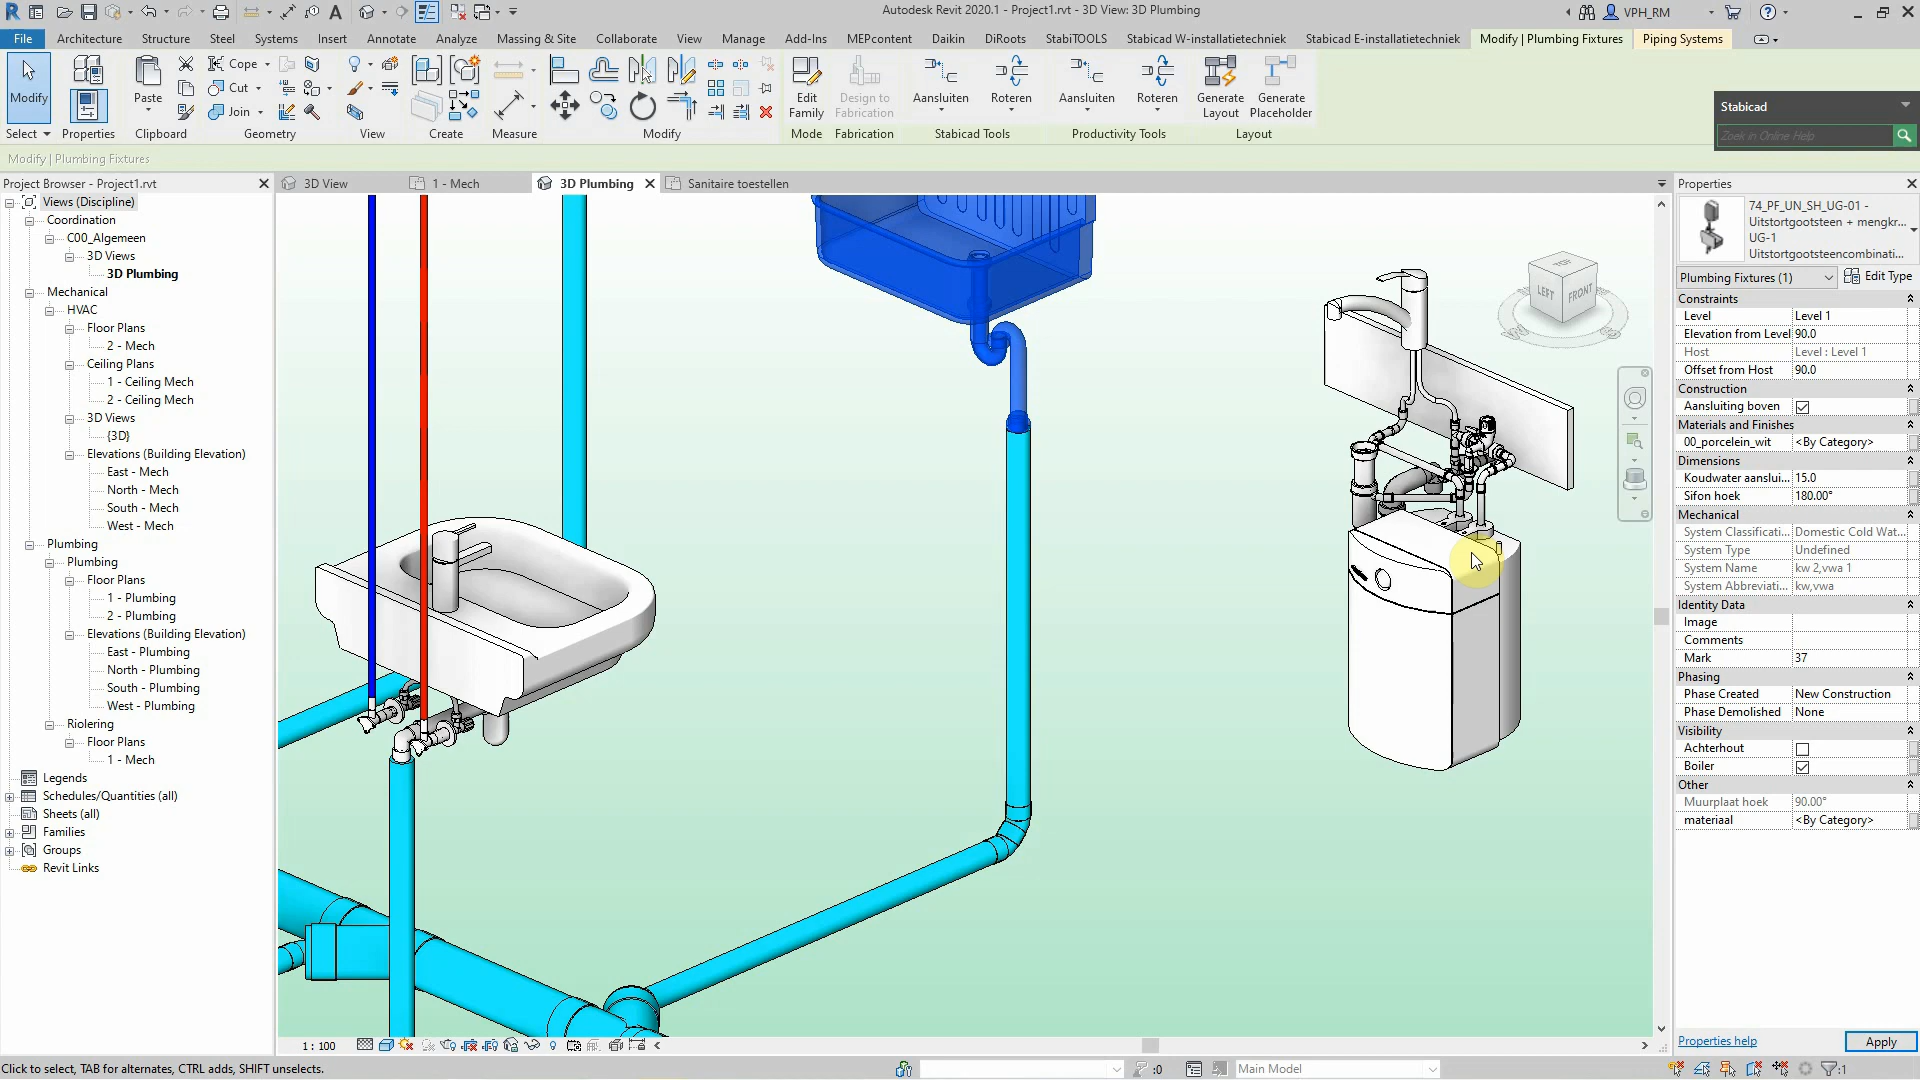 Autodesk Revit 2020.1 - Project1.rvt - 3D View: 3D Plumbing
VPH_RM
File
Architecture
Structure
Steel
Systems
Insert
Annotate
Analyze
Massing & Site
Collaborate
View
Manage
Add-Ins
MEPcontent
Daikin
DiRoots
StabiTOOLS
Stabicad W-installatietechniek
Stabicad E-installatietechniek
Modify | Plumbing Fixtures
Piping Systems
Modify
Paste
Cope
Cut
Join
Edit
Family
Design to
Fabrication
Aansluiten
Roteren
Aansluiten
Roteren
Generate
Layout
Generate
Placeholder
Select
Properties
Clipboard
Geometry
View
Create
Measure
Modify
Mode
Fabrication
Stabicad Tools
Productivity Tools
Layout
Stabicad
Zoek in Online Help
Modify | Plumbing Fixtures
Project Browser - Project1.rvt
3D View
1 - Mech
3D Plumbing
Sanitaire toestellen
Properties
Views (Discipline)
Coordination
C00_Algemeen
3D Views
3D Plumbing
Mechanical
HVAC
Floor Plans
2 - Mech
Ceiling Plans
1 - Ceiling Mech
2 - Ceiling Mech
3D Views
{3D}
Elevations (Building Elevation)
East - Mech
North - Mech
South - Mech
West - Mech
Plumbing
Plumbing
Floor Plans
1 - Plumbing
2 - Plumbing
Elevations (Building Elevation)
East - Plumbing
North - Plumbing
South - Plumbing
West - Plumbing
Riolering
Floor Plans
1 - Mech
Legends
Schedules/Quantities (all)
Sheets (all)
Families
Groups
Revit Links
TOP
LEFT
FRONT
74_PF_UN_SH_UG-01 -
Uitstortgootsteen + mengkr...
UG-1
Uitstortgootsteencombinati...
Plumbing Fixtures (1)
Edit Type
Constraints
Level Level 1
Elevation from Level 90.0
Host Level : Level 1
Offset from Host 90.0
Construction
Aansluiting boven
Materials and Finishes
00_porcelein_wit <By Category>
Dimensions
Koudwater aanslui... 15.0
Sifon hoek 180.00°
Mechanical
System Classificati... Domestic Cold Wat...
System Type Undefined
System Name kw 2,vwa 1
System Abbreviati... kw,vwa
Identity Data
Image
Comments
Mark 37
Phasing
Phase Created New Construction
Phase Demolished None
Visibility
Achterhout
Boiler
Other
Muurplaat hoek 90.00°
materiaal <By Category>
Properties help
Apply
1 : 100
Click to select, TAB for alternates, CTRL adds, SHIFT unselects.
:0
Main Model
:1